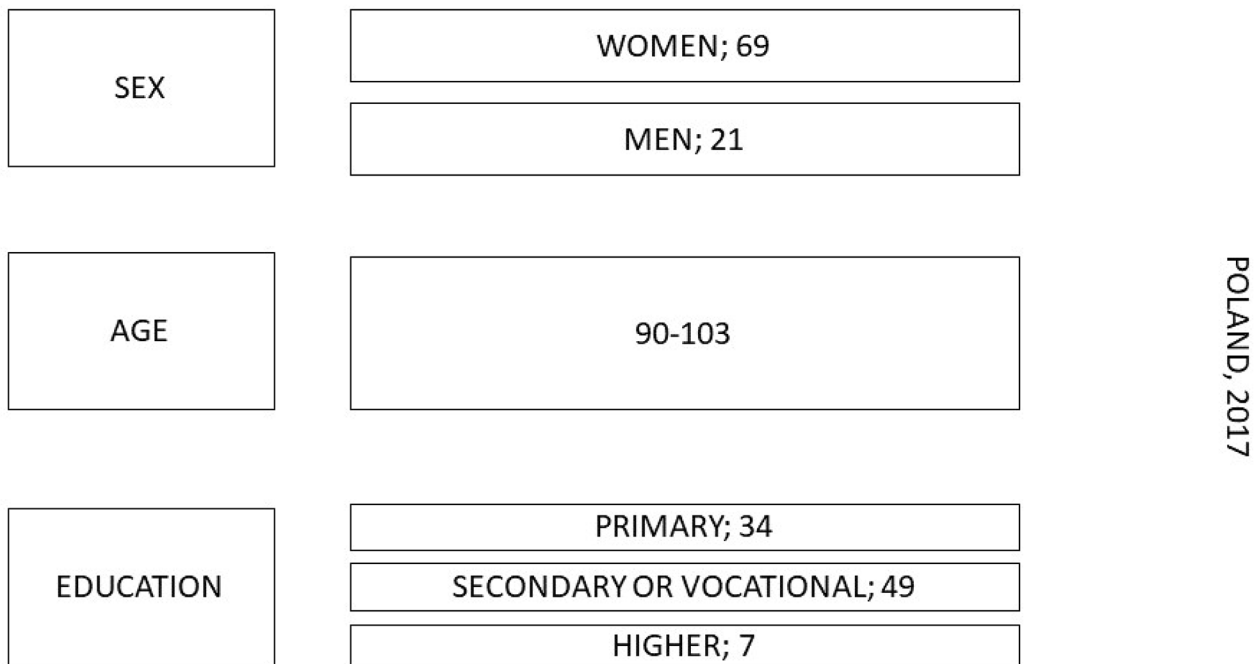 SEX
WOMEN; 69
MEN; 21
AGE
90-103
EDUCATION
PRIMARY; 34
SECONDARY OR VOCATIONAL; 49
HIGHER; 7
POLAND, 2017